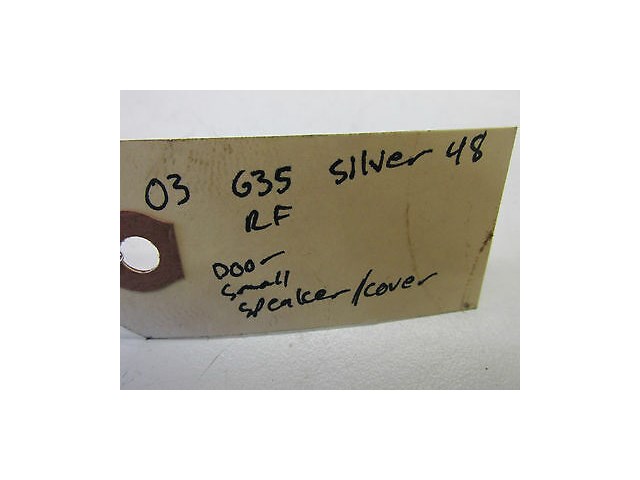 03 G35 Silver 48
RF
Door
Small
Speaker/cover